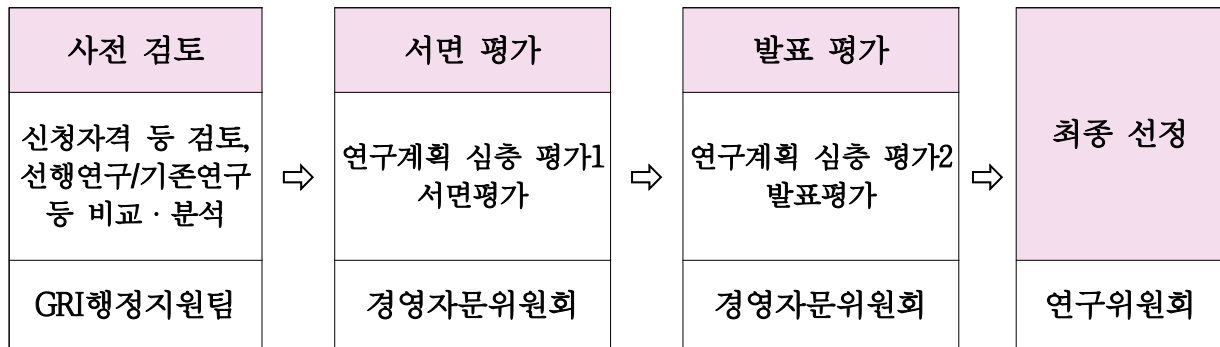 사전 검토
신청자격 등 검토,
선행연구/기존연구
등 비교·분석
GRI행정지원팀
⇨
서면 평가
연구계획 심층 평가1
서면평가
경영자문위원회
⇨
발표 평가
연구계획 심층 평가2
발표평가
경영자문위원회
⇨
최종 선정
연구위원회